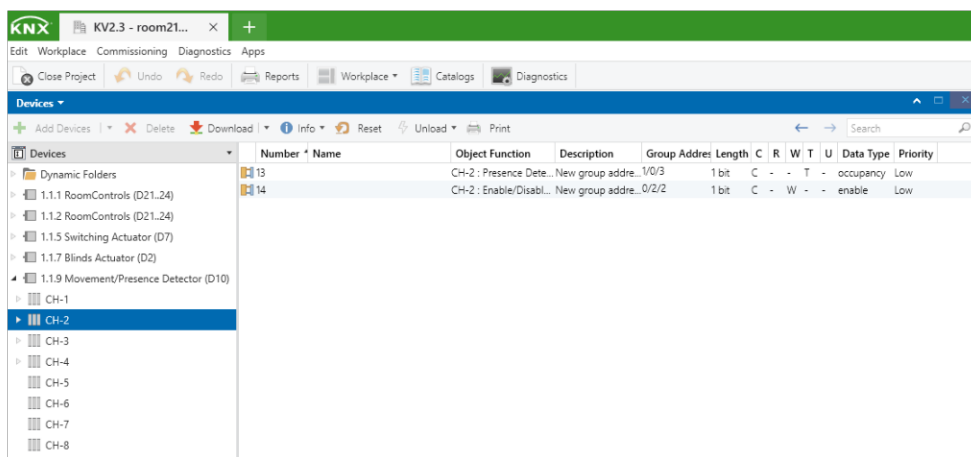 KNX KV2.3 - room21... × +
Edit Workplace Commissioning Diagnostics Apps
Close Project Undo Redo Reports Workplace Catalogs Diagnostics
Devices
Add Devices Delete Download Info Reset Unload Print Search
Devices Number Name Object Function Description Group Addres Length C R W T U Data Type Priority
Dynamic Folders 13 CH-2 : Presence Dete... New group addre... 1/0/3 1 bit C - - T - occupancy Low
1.1.1 RoomControls (D21..24) 14 CH-2 : Enable/Disabl... New group addre... 0/2/2 1 bit C - W - - enable Low
1.1.2 RoomControls (D21..24)
1.1.5 Switching Actuator (D7)
1.1.7 Blinds Actuator (D2)
1.1.9 Movement/Presence Detector (D10)
CH-1
CH-2
CH-3
CH-4
CH-5
CH-6
CH-7
CH-8